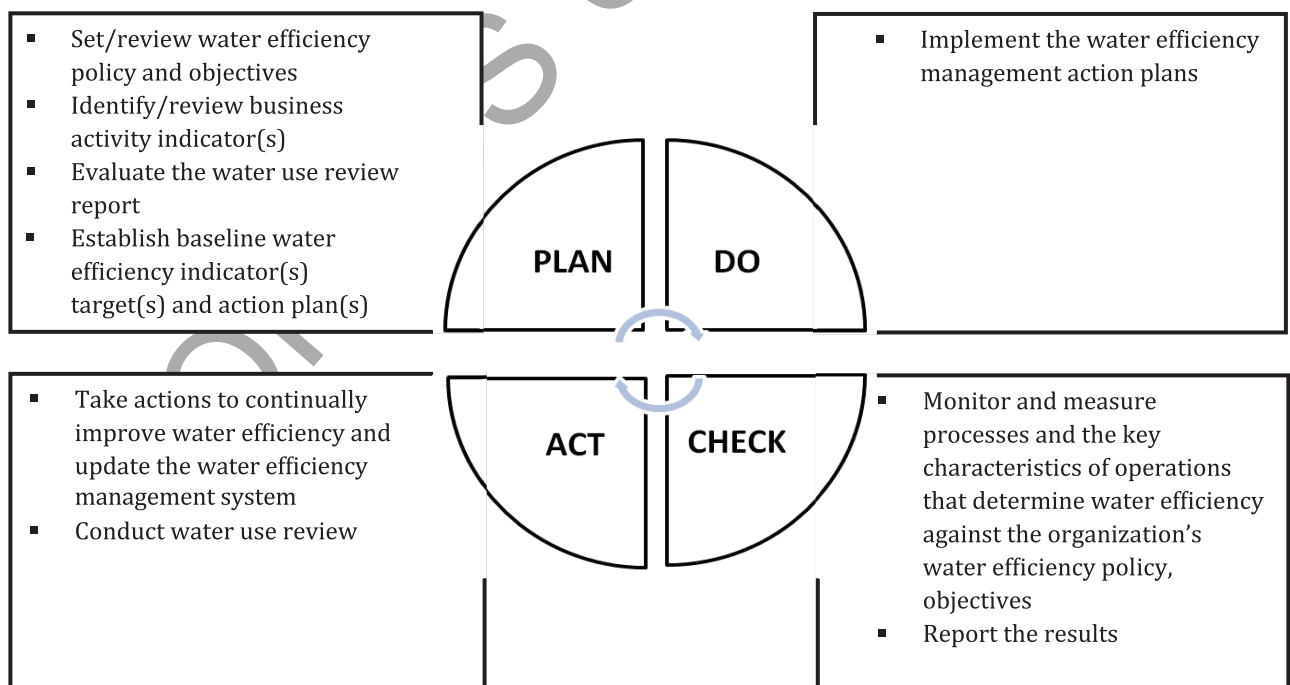 ▪ Set/review water efficiency
policy and objectives
▪ Identify/review business
activity indicator(s)
▪ Evaluate the water use review
report
▪ Establish baseline water
efficiency indicator(s)
target(s) and action plan(s)
▪ Implement the water efficiency
management action plans
PLAN
DO
▪ Take actions to continually
improve water efficiency and
update the water efficiency
management system
▪ Conduct water use review
ACT
CHECK
▪ Monitor and measure
processes and the key
characteristics of operations
that determine water efficiency
against the organization’s
water efficiency policy,
objectives
▪ Report the results